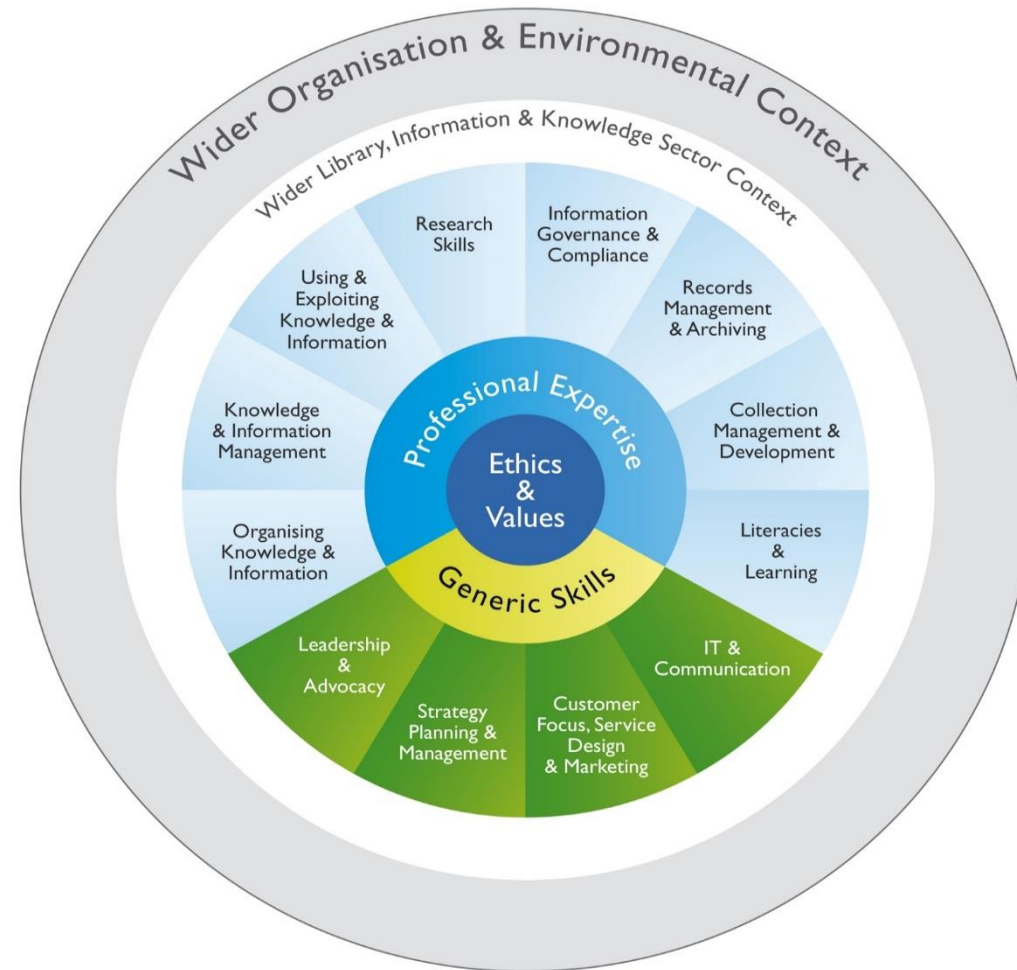 Wider Organisation & Environmental Context
Wider Library, Information & Knowledge Sector Context
Research
Skills
Information
Governance &
Compliance
Using &
Exploiting
Knowledge &
Information
Records
Management
& Archiving
Knowledge
& Information
Management
Collection
Management &
Development
Organising
Knowledge &
Information
Literacies
&
Learning
Professional Expertise
Ethics
&
Values
Generic Skills
Leadership
&
Advocacy
Strategy
Planning &
Management
Customer
Focus, Service
Design
& Marketing
IT &
Communication